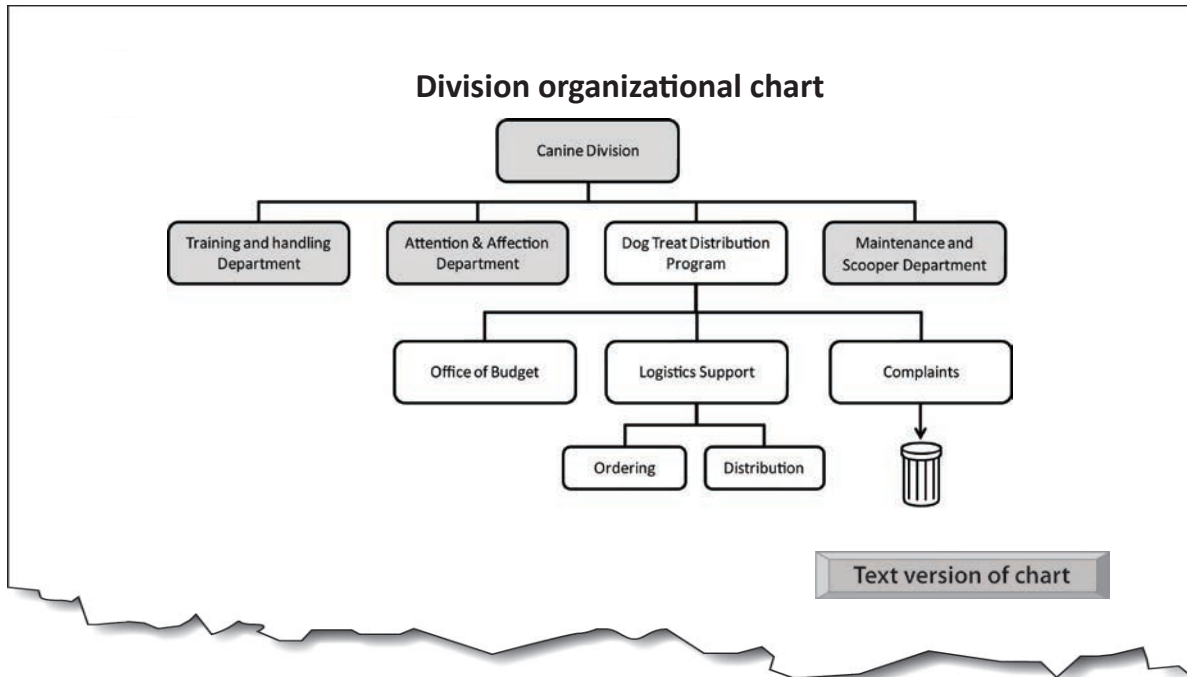 Division organizational chart
Canine Division
Training and handling
Department
Attention & Affection
Department
Dog Treat Distribution
Program
Maintenance and
Scooper Department
Office of Budget
Logistics Support
Complaints
Ordering
Distribution
Text version of chart